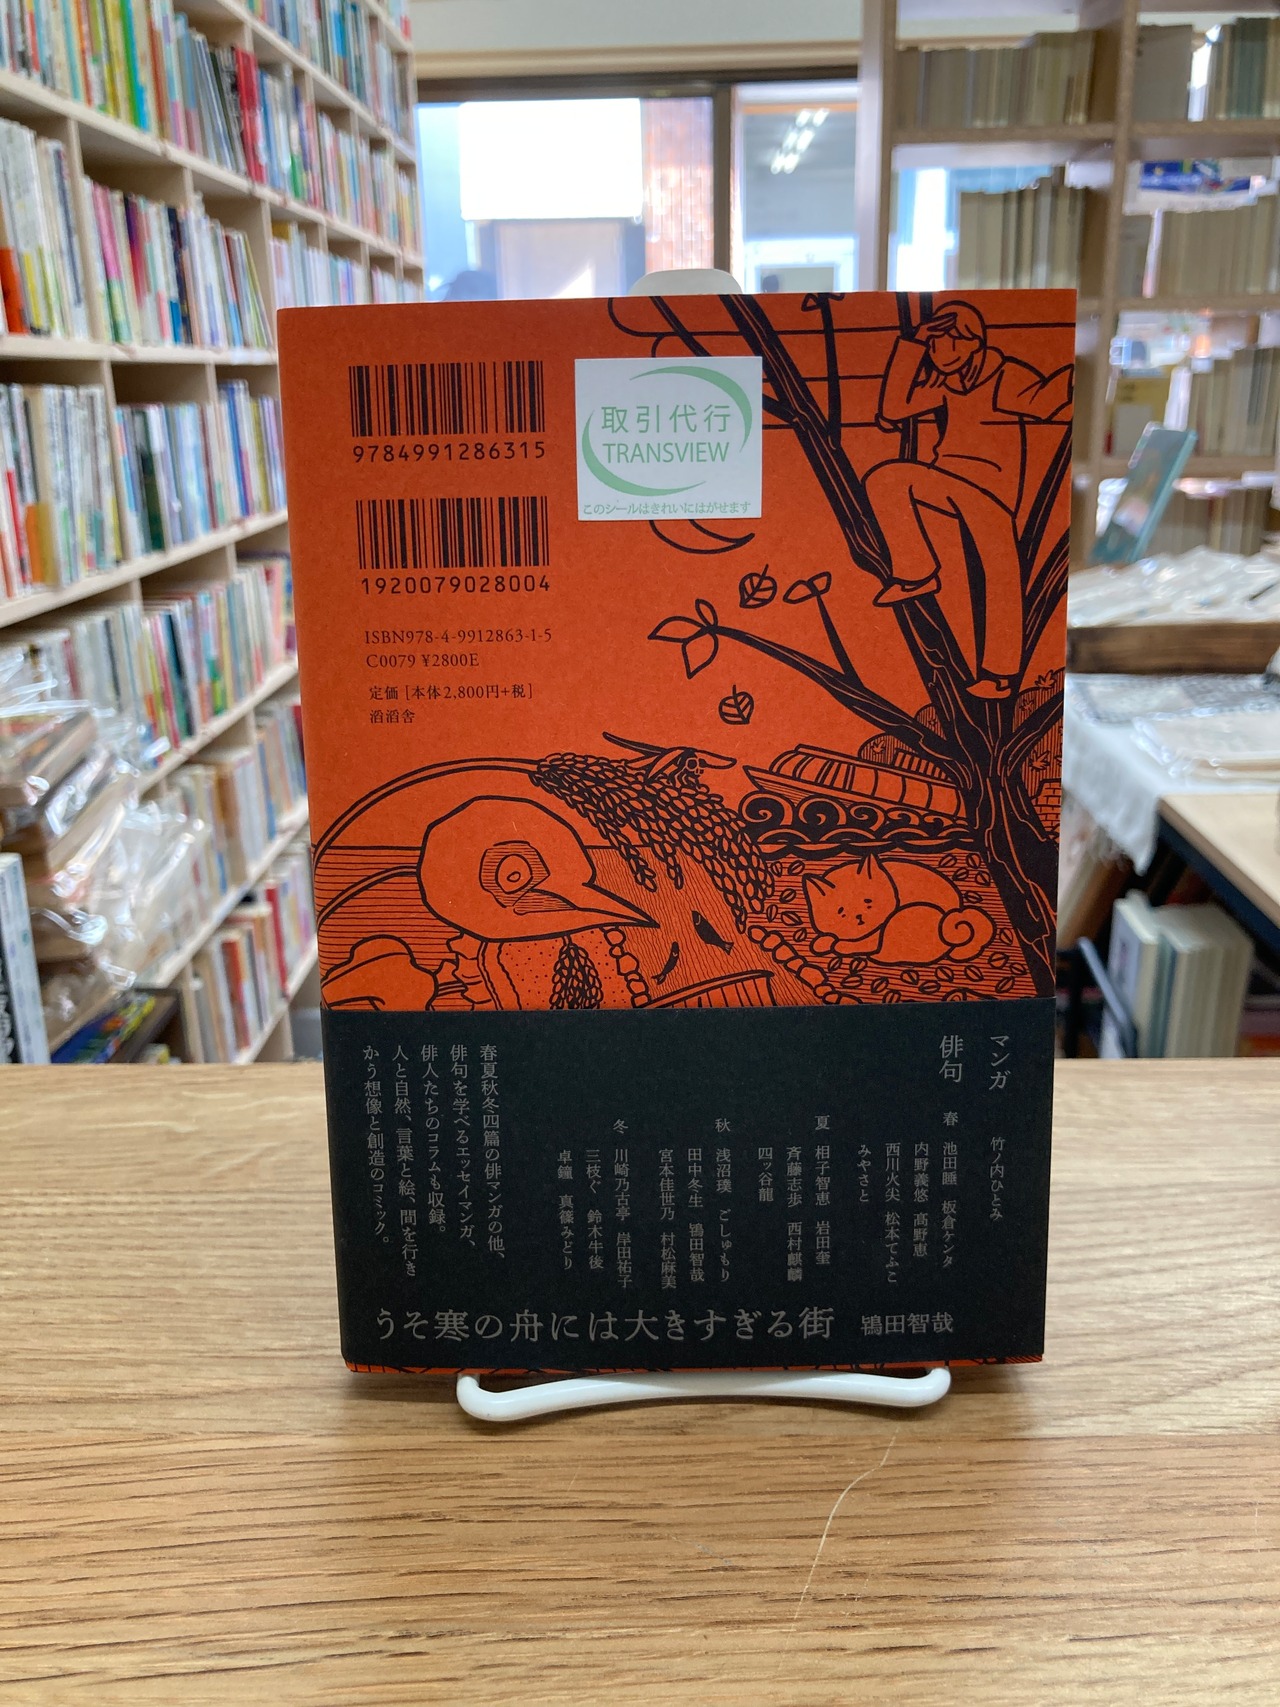 9784991286315
1920079028004
ISBN978-4-9912863-1-5
C0079 ¥2800E
定価［本体2,800円+税］
滔滔舎
取引代行
TRANSVIEW
このシールはきれいにはがせます
マンガ 竹ノ内ひとみ
俳句 春 池田瞳 板倉ケンタ
内野義悠 髙野恵
西川火尖 松本てふこ
みやさと
夏 相子智恵 岩田奎
斉藤志歩 西村麒麟
四ッ谷龍
秋 浅沼璞 ごしゅもり
田中冬生 鴇田智哉
宮本佳世乃 村松麻美
冬 川崎乃古亭 岸田祐子
三枝ぐ 鈴木牛後
卓鐘 真篠みどり
春夏秋冬四篇の俳マンガの他、
俳句を学べるエッセイマンガ、
俳人たちのコラムも収録。
人と自然、言葉と絵、間を行き
かう想像と創造のコミック。
うそ寒の舟には大きすぎる街 鴇田智哉